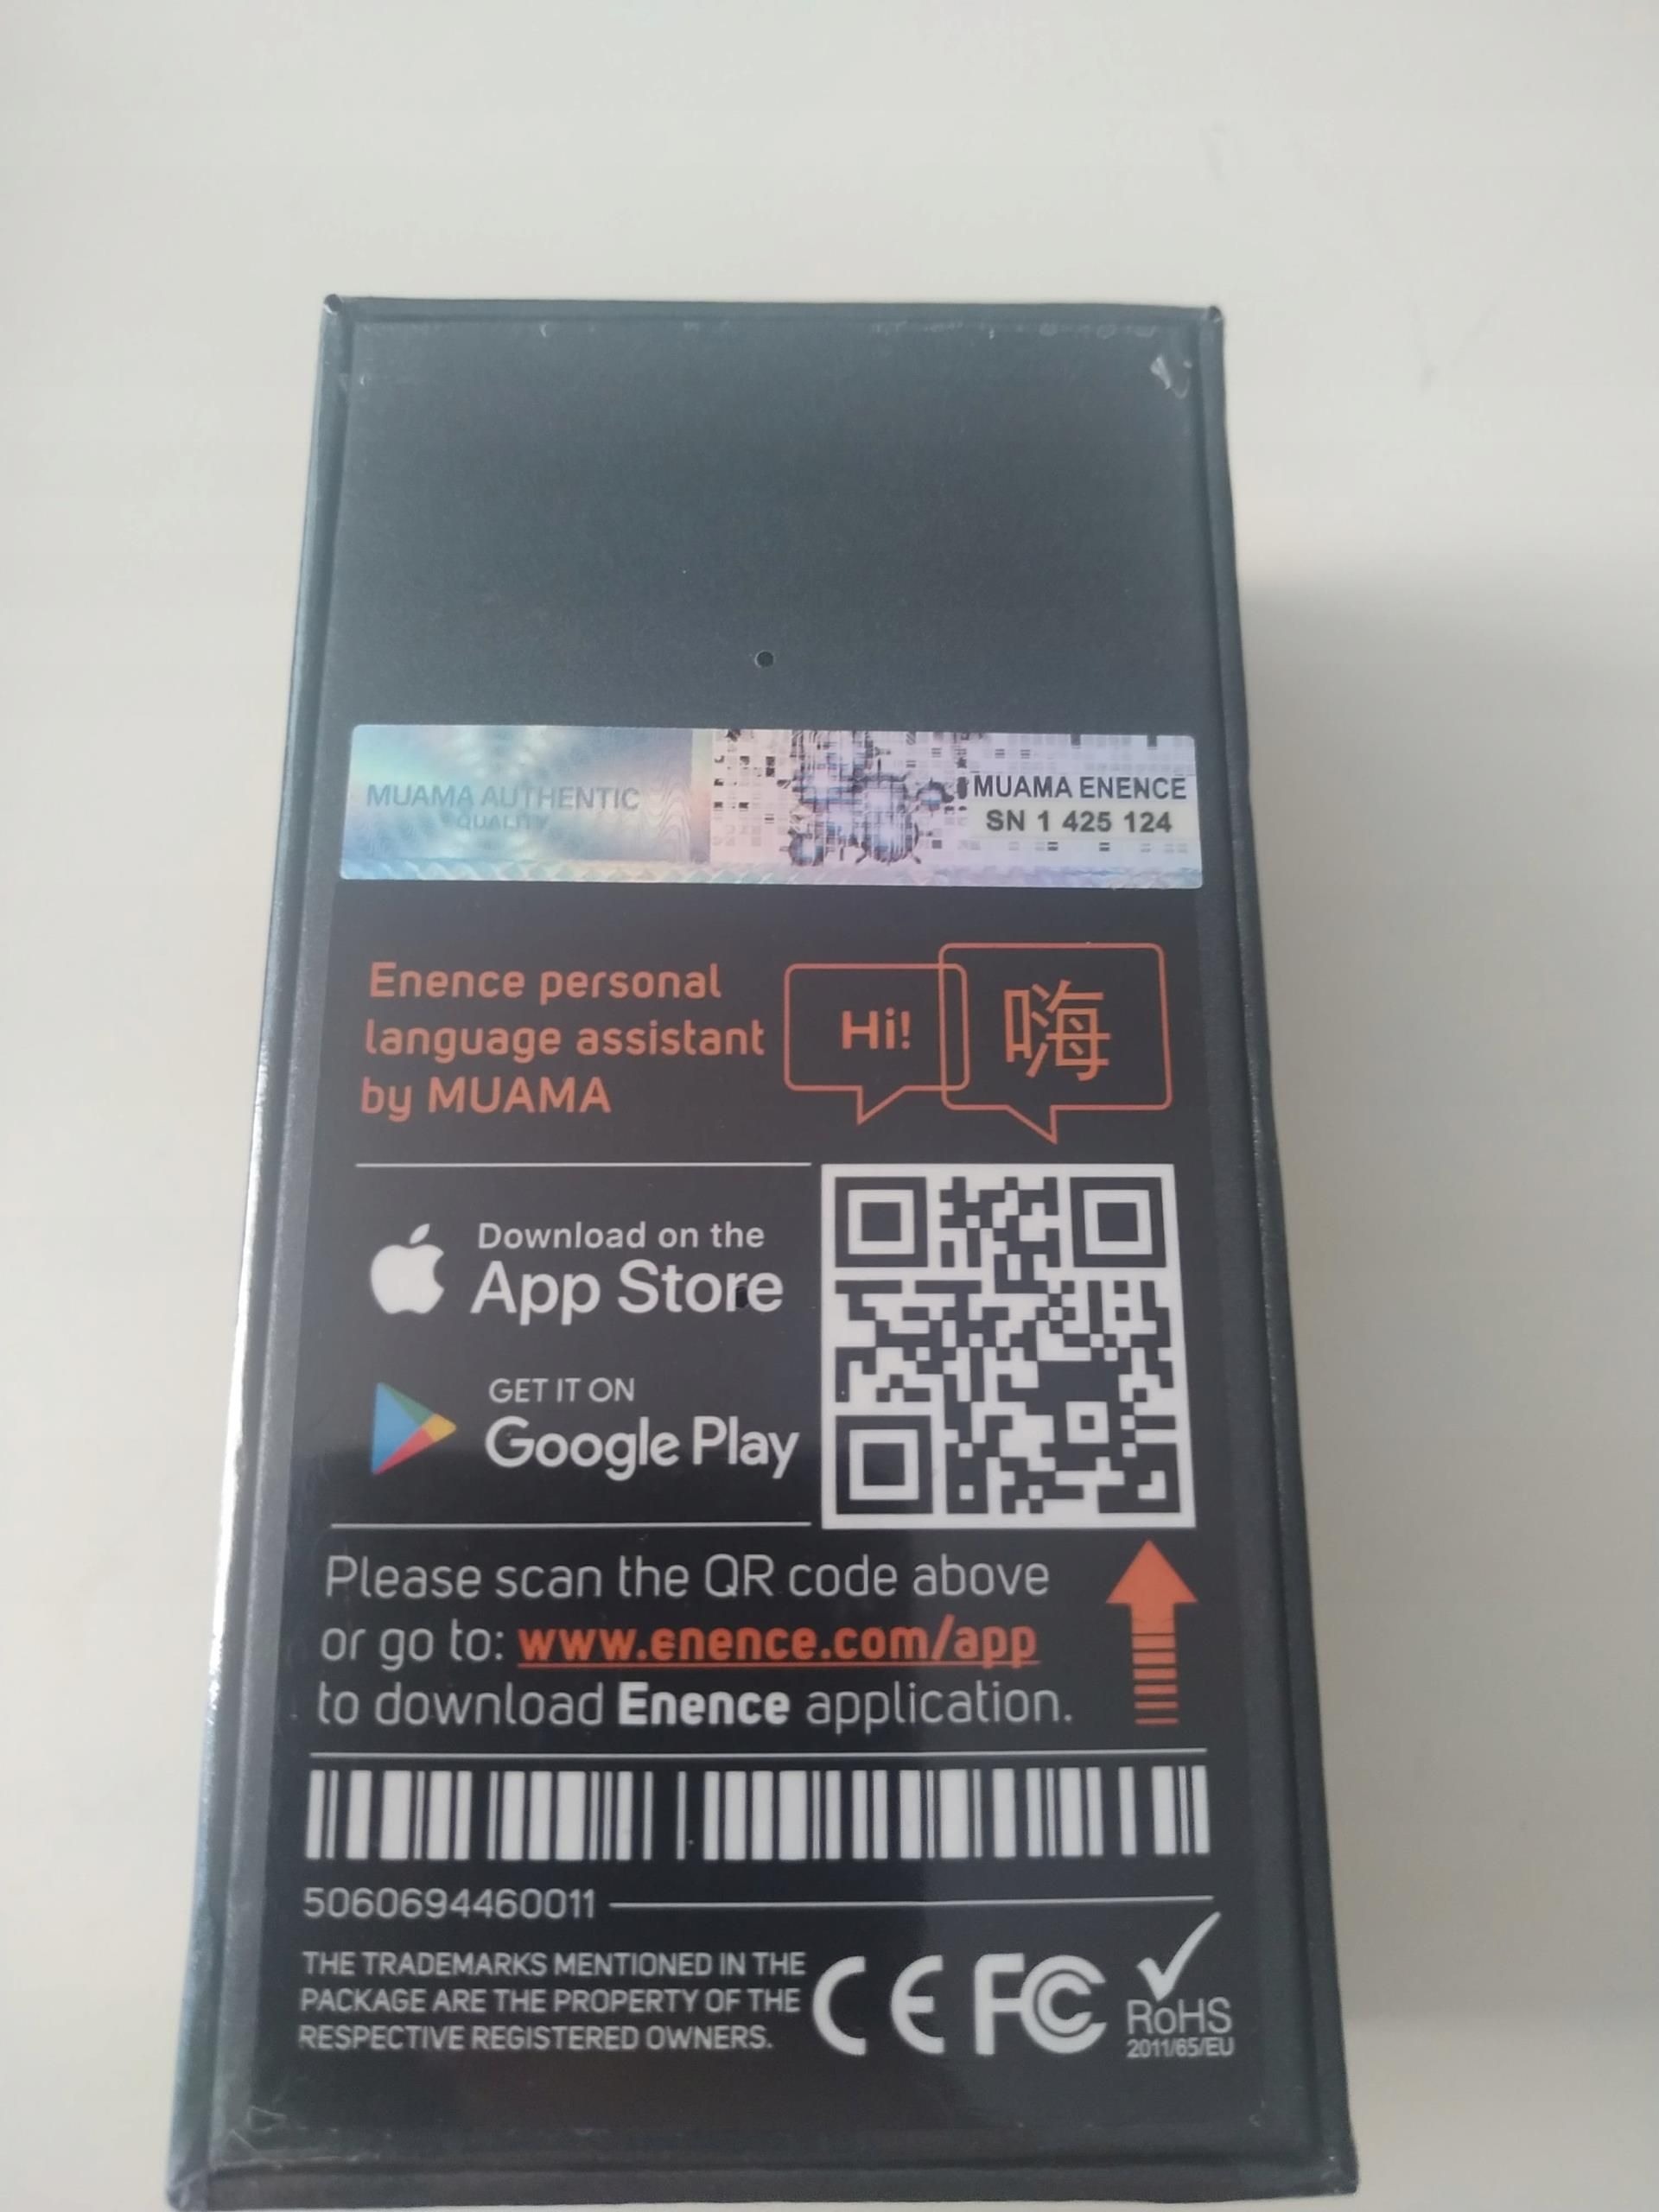 MUAMA AUTHENTIC
QUALITY
MUAMA ENENCE
SN 1 425 124
Enence personal
language assistant
by MUAMA
Hi!
嗨
Download on the
App Store
GET IT ON
Google Play
Please scan the QR code above
or go to: www.enence.com/app
to download Enence application.
5060694460011
THE TRADEMARKS MENTIONED IN THE
PACKAGE ARE THE PROPERTY OF THE
RESPECTIVE REGISTERED OWNERS.
CE FC
RoHS
2011/65/EU